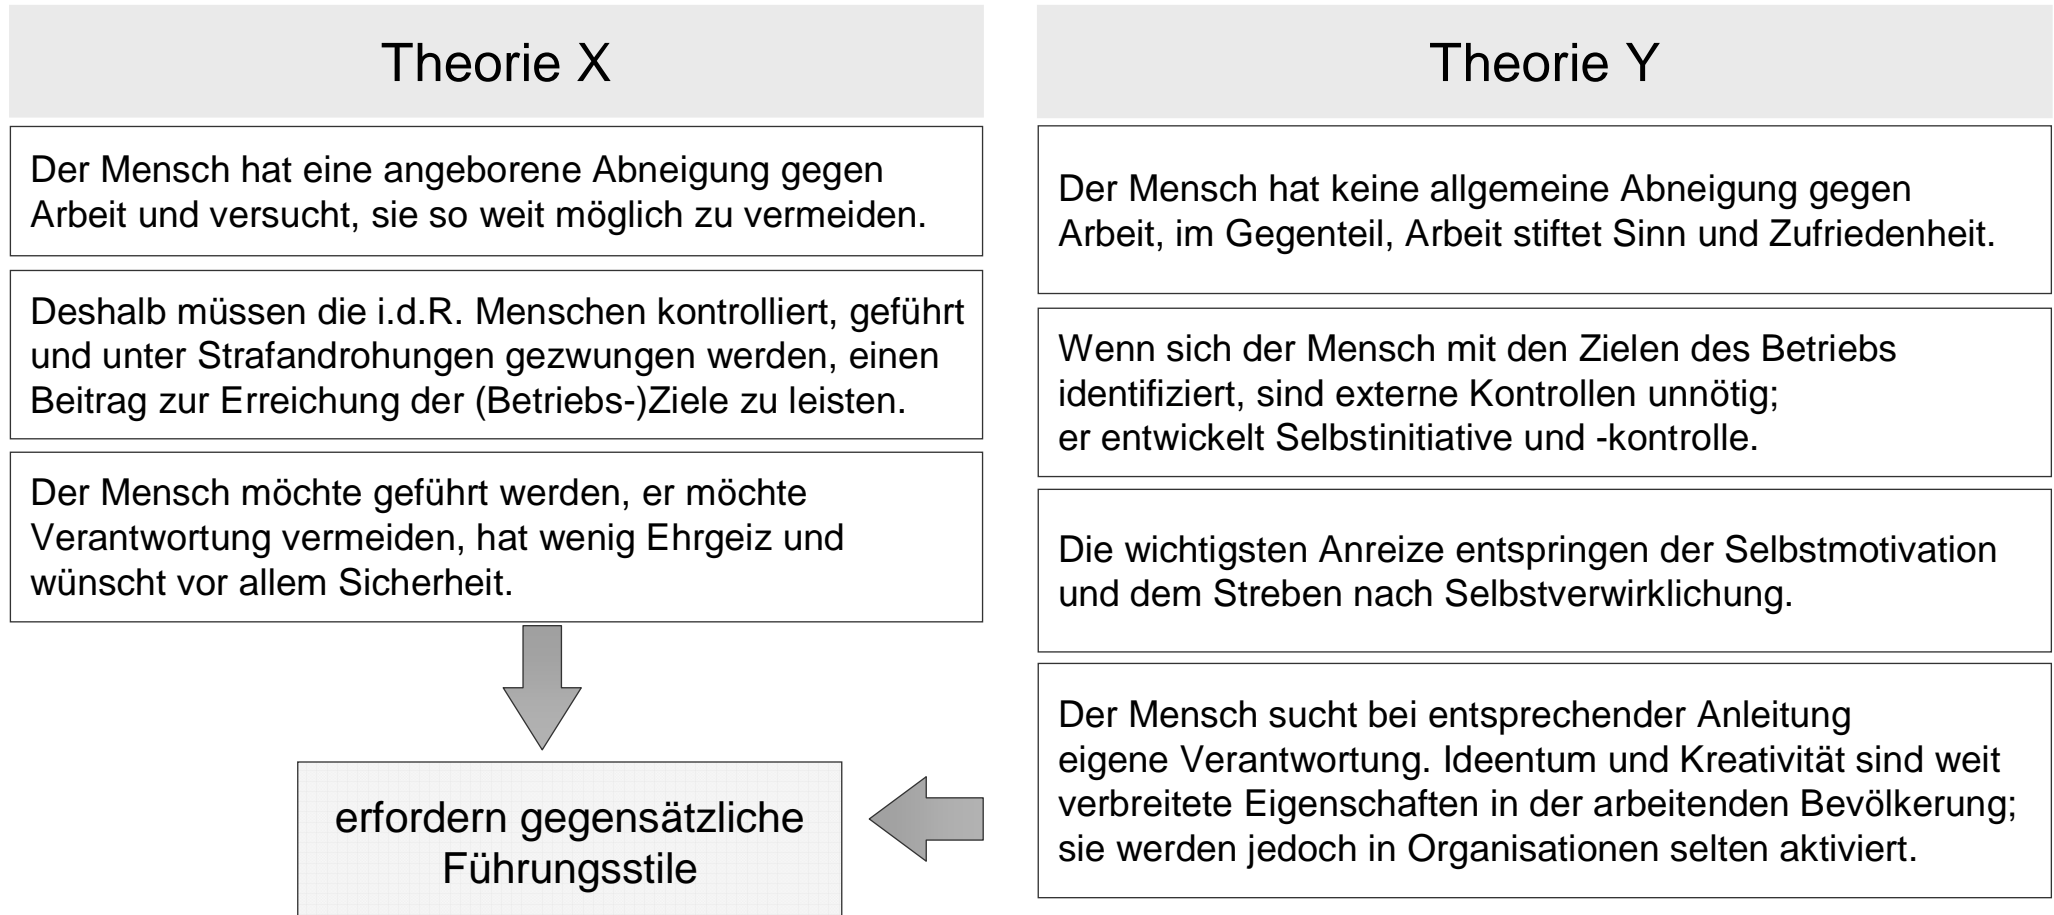 Theorie X
Der Mensch hat eine angeborene Abneigung gegen
Arbeit und versucht, sie so weit möglich zu vermeiden.
Deshalb müssen die i.d.R. Menschen kontrolliert, geführt
und unter Strafandrohungen gezwungen werden, einen
Beitrag zur Erreichung der (Betriebs-)Ziele zu leisten.
Der Mensch möchte geführt werden, er möchte
Verantwortung vermeiden, hat wenig Ehrgeiz und
wünscht vor allem Sicherheit.
Theorie Y
Der Mensch hat keine allgemeine Abneigung gegen
Arbeit, im Gegenteil, Arbeit stiftet Sinn und Zufriedenheit.
Wenn sich der Mensch mit den Zielen des Betriebs
identifiziert, sind externe Kontrollen unnötig;
er entwickelt Selbstinitiative und -kontrolle.
Die wichtigsten Anreize entspringen der Selbstmotivation
und dem Streben nach Selbstverwirklichung.
Der Mensch sucht bei entsprechender Anleitung
eigene Verantwortung. Ideentum und Kreativität sind weit
verbreitete Eigenschaften in der arbeitenden Bevölkerung;
sie werden jedoch in Organisationen selten aktiviert.
erfordern gegensätzliche
Führungsstile